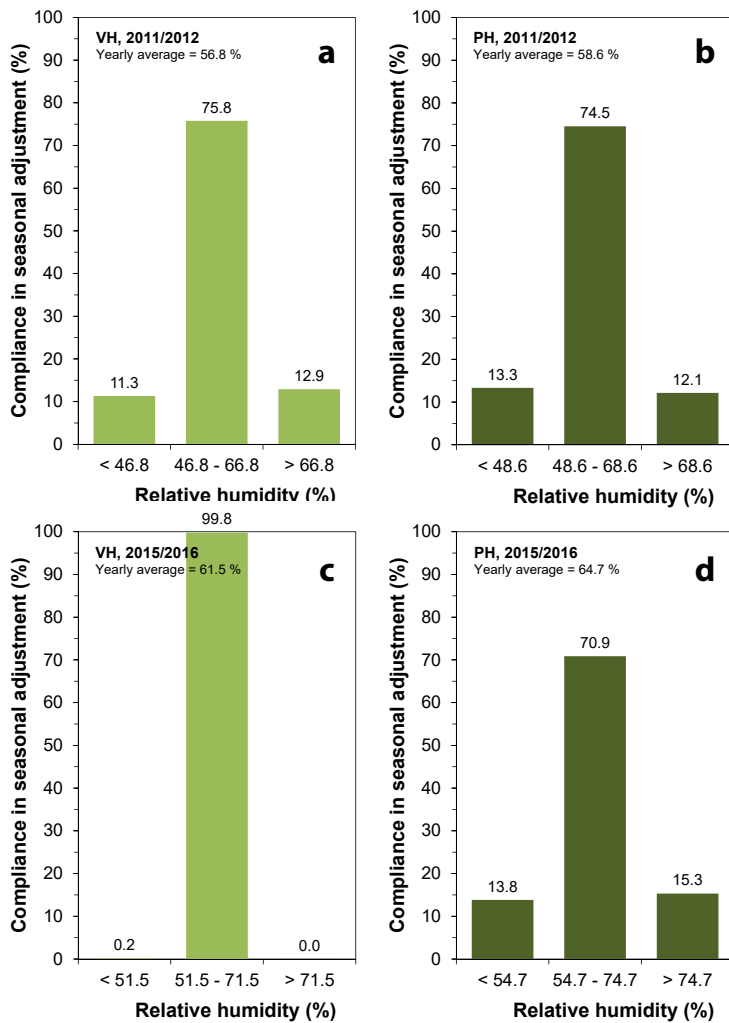 VH, 2011/2012
Yearly average = 56.8 %
a
Compliance in seasonal adjustment (%)
100
90
80
70
60
50
40
30
20
10
0
75.8
11.3
12.9
< 46.8 46.8 - 66.8 > 66.8
Relative humidity (%)
PH, 2011/2012
Yearly average = 58.6 %
b
Compliance in seasonal adjustment (%)
100
90
80
70
60
50
40
30
20
10
0
74.5
13.3
12.1
< 48.6 48.6 - 68.6 > 68.6
Relative humidity (%)
99.8
VH, 2015/2016
Yearly average = 61.5 %
c
Compliance in seasonal adjustment (%)
100
90
80
70
60
50
40
30
20
10
0
0.2
0.0
< 51.5 51.5 - 71.5 > 71.5
Relative humidity (%)
PH, 2015/2016
Yearly average = 64.7 %
d
Compliance in seasonal adjustment (%)
100
90
80
70
60
50
40
30
20
10
0
70.9
13.8
15.3
< 54.7 54.7 - 74.7 > 74.7
Relative humidity (%)